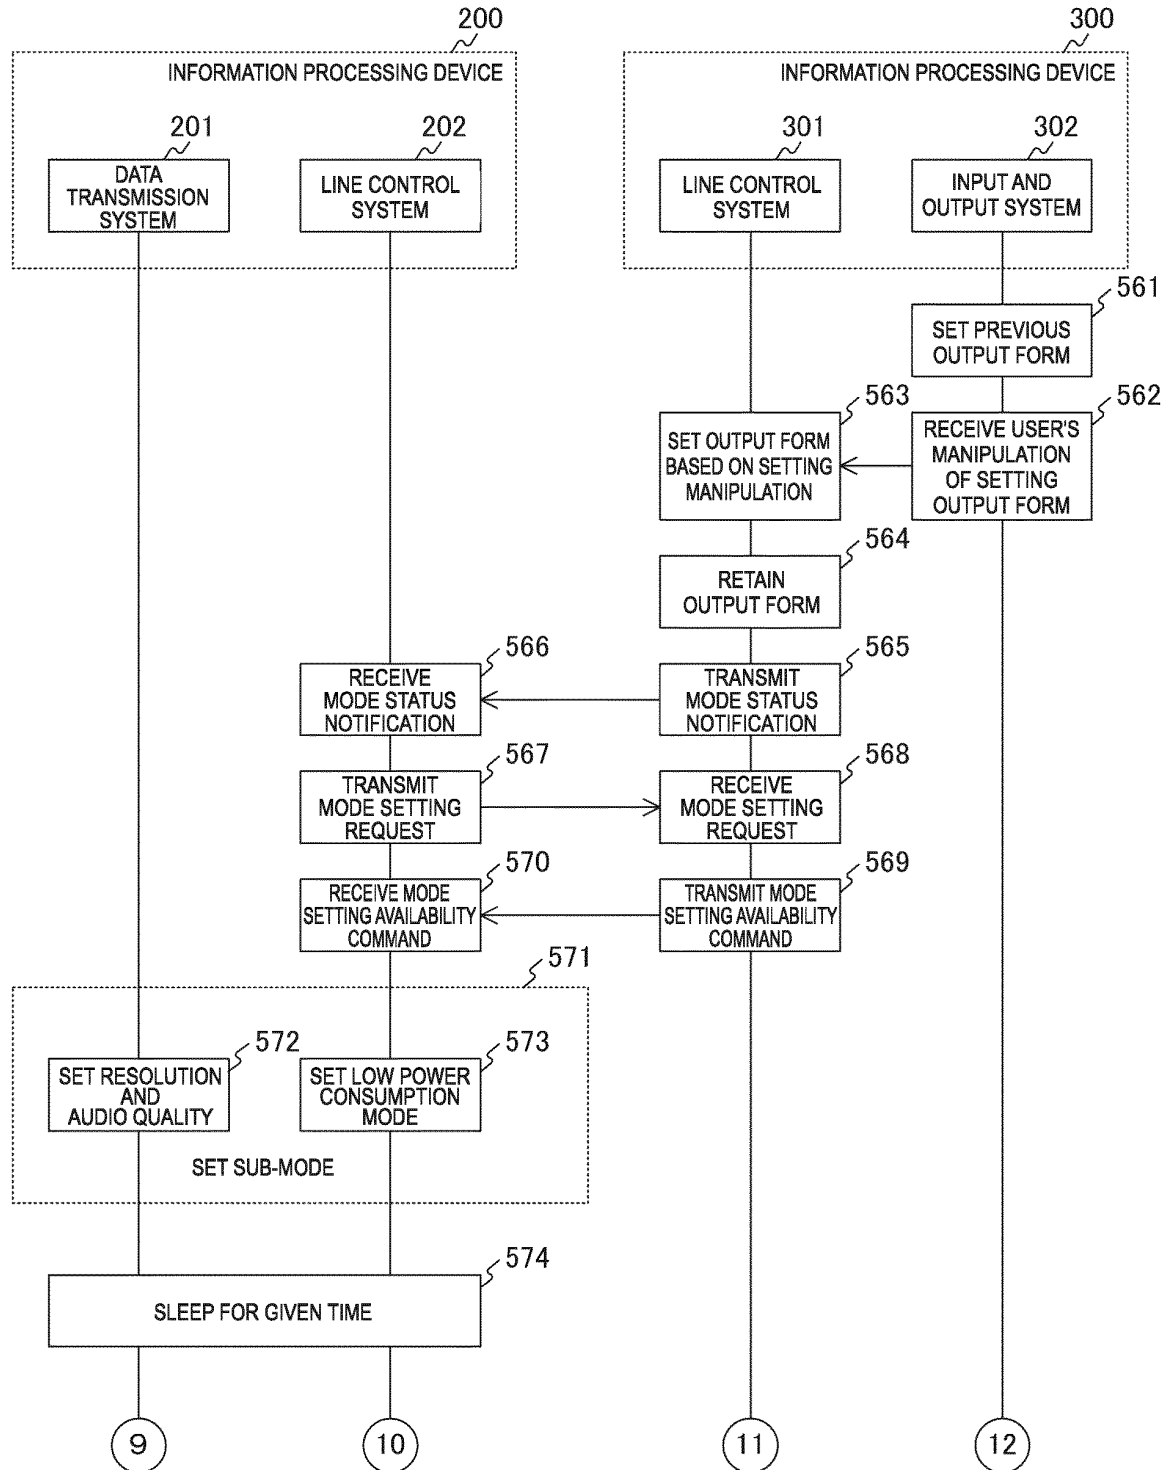 200
INFORMATION PROCESSING DEVICE
300
INFORMATION PROCESSING DEVICE
201
DATA
TRANSMISSION
SYSTEM
202
LINE CONTROL
SYSTEM
301
LINE CONTROL
SYSTEM
302
INPUT AND
OUTPUT SYSTEM
561
SET PREVIOUS
OUTPUT FORM
562
RECEIVE USER'S
MANIPULATION
OF SETTING
OUTPUT FORM
563
SET OUTPUT FORM
BASED ON SETTING
MANIPULATION
564
RETAIN
OUTPUT FORM
565
TRANSMIT
MODE STATUS
NOTIFICATION
566
RECEIVE
MODE STATUS
NOTIFICATION
567
TRANSMIT
MODE SETTING
REQUEST
568
RECEIVE
MODE SETTING
REQUEST
569
TRANSMIT MODE
SETTING AVAILABILITY
COMMAND
570
RECEIVE MODE
SETTING AVAILABILITY
COMMAND
571
572
SET RESOLUTION
AND
AUDIO QUALITY
573
SET LOW POWER
CONSUMPTION
MODE
SET SUB-MODE
574
SLEEP FOR GIVEN TIME
9
10
11
12